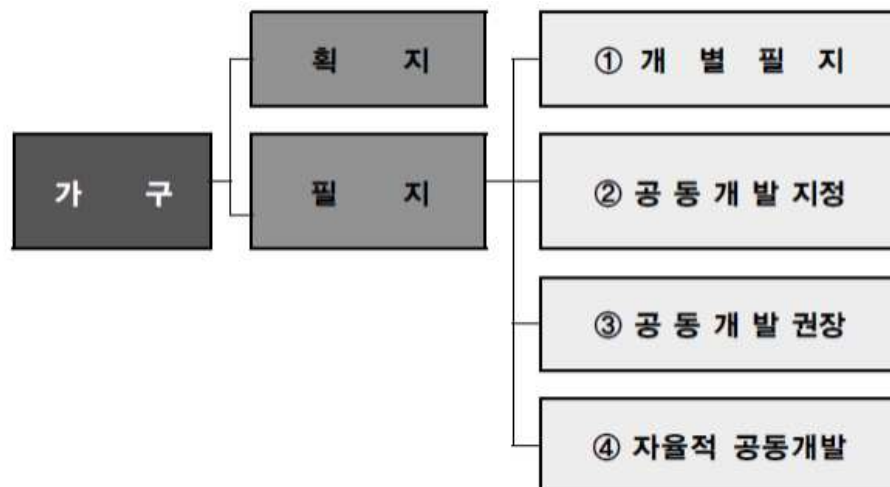 가 구
획 지
필 지
① 개 별 필 지
② 공 동 개 발 지정
③ 공 동 개 발 권장
④ 자율적 공동개발